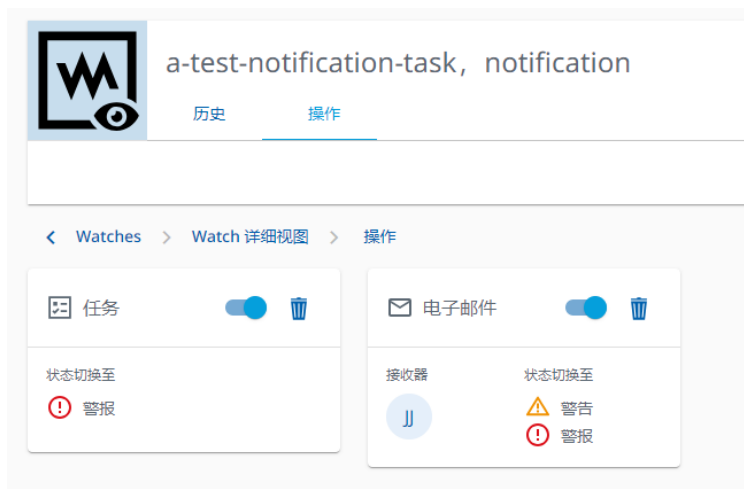 a-test-notification-task，notification
历史 操作
Watches Watch 详细视图 操作
任务
状态切换至
警报
电子邮件
接收器
JJ
状态切换至
警告
警报